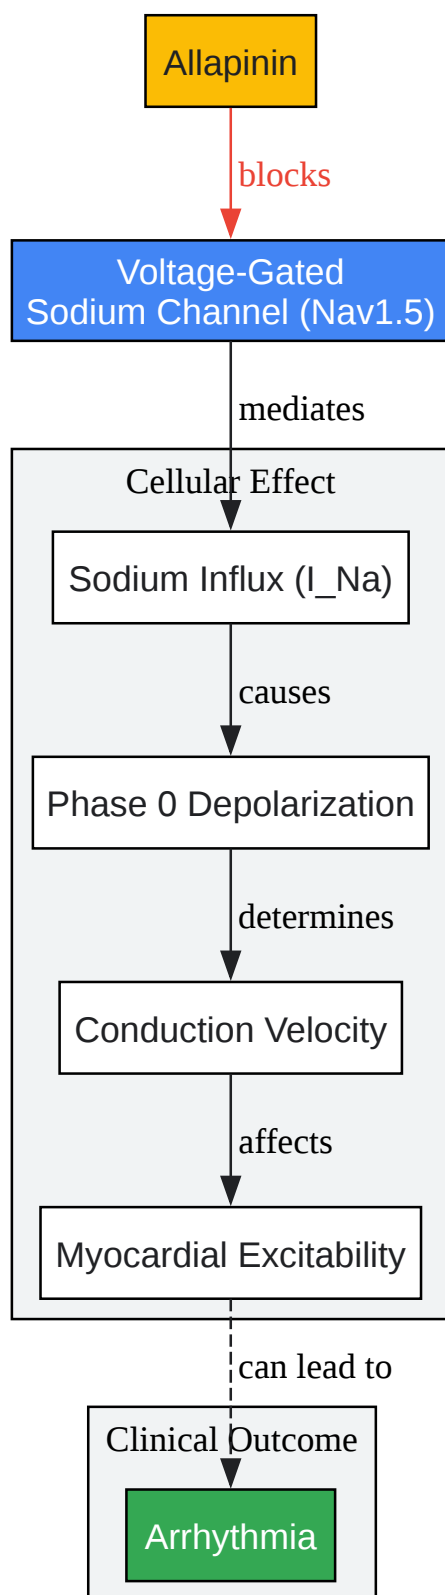 Allapinin
blocks
Voltage-Gated
Sodium Channel (Nav1.5)
mediates
Cellular Effect
Sodium Influx (I_Na)
causes
Phase 0 Depolarization
determines
Conduction Velocity
affects
Myocardial Excitability
can lead to
Clinical Outcome
Arrhythmia